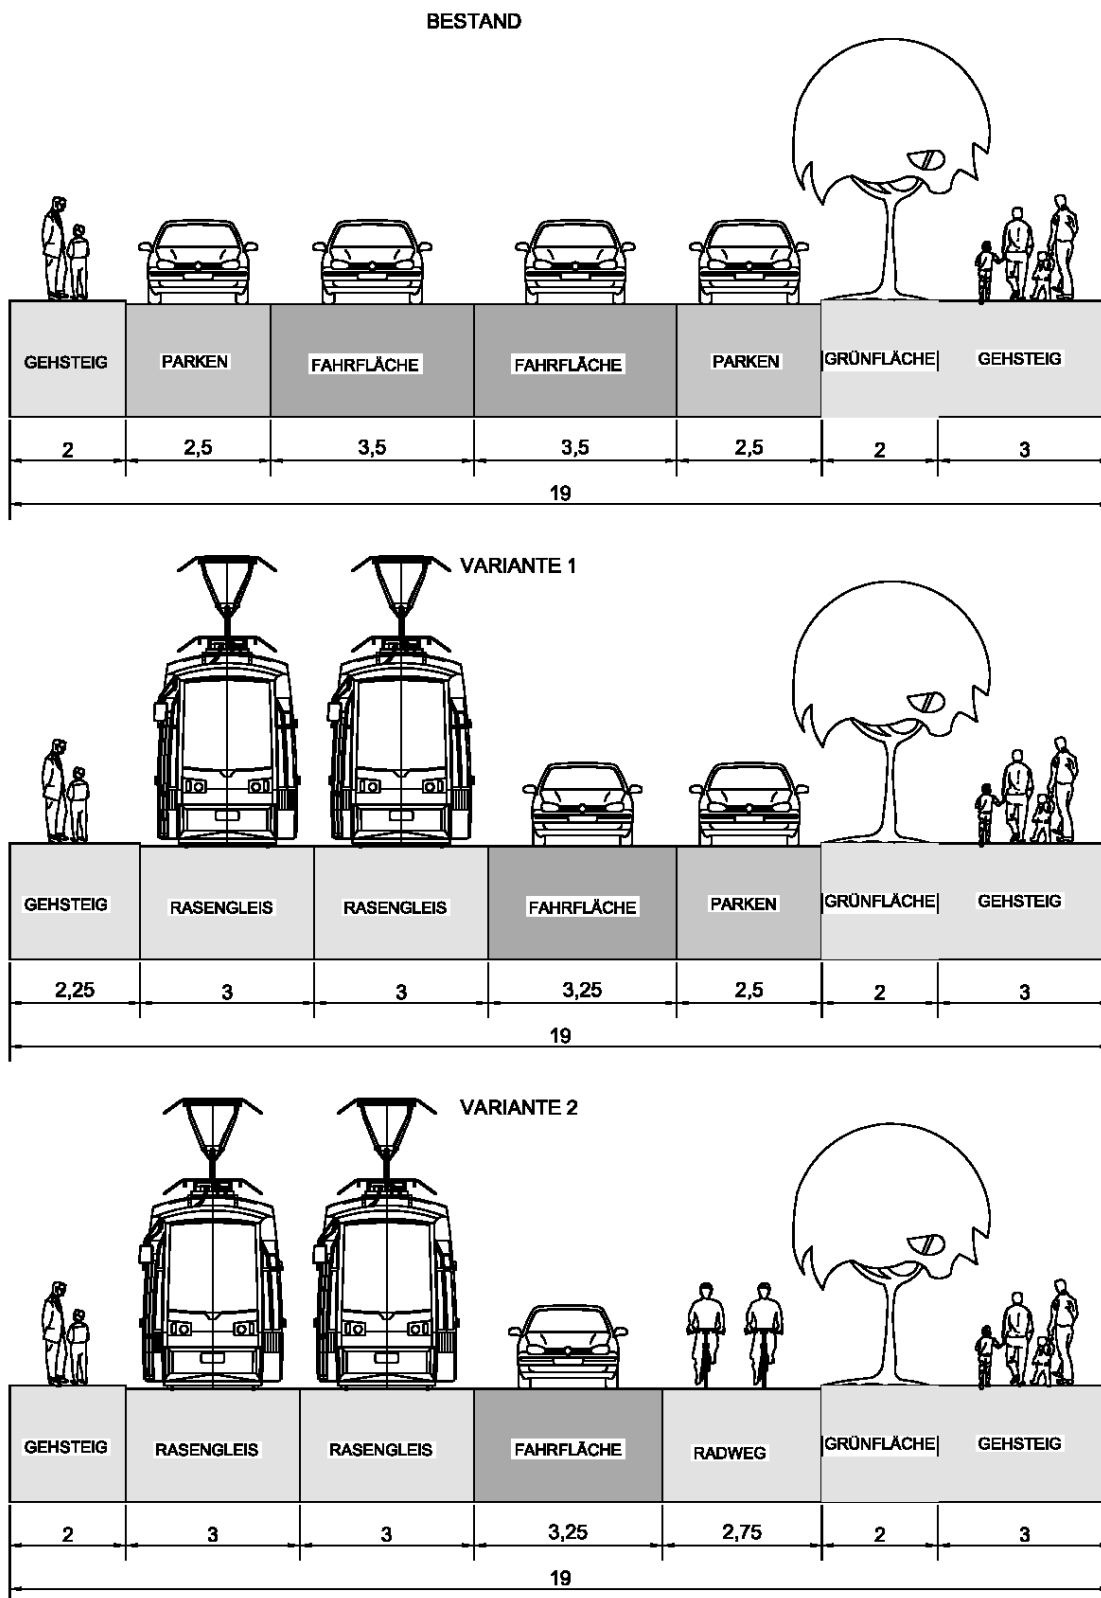 BESTAND
GEHSTEIG PARKEN FAHRFLÄCHE FAHRFLÄCHE PARKEN GRÜNFLÄCHE GEHSTEIG
2 2,5 3,5 3,5 2,5 2 3
19
VARIANTE 1
GEHSTEIG RASENGLEIS RASENGLEIS FAHRFLÄCHE PARKEN GRÜNFLÄCHE GEHSTEIG
2,25 3 3 3,25 2,5 2 3
19
VARIANTE 2
GEHSTEIG RASENGLEIS RASENGLEIS FAHRFLÄCHE RADWEG GRÜNFLÄCHE GEHSTEIG
2 3 3 3,25 2,75 2 3
19